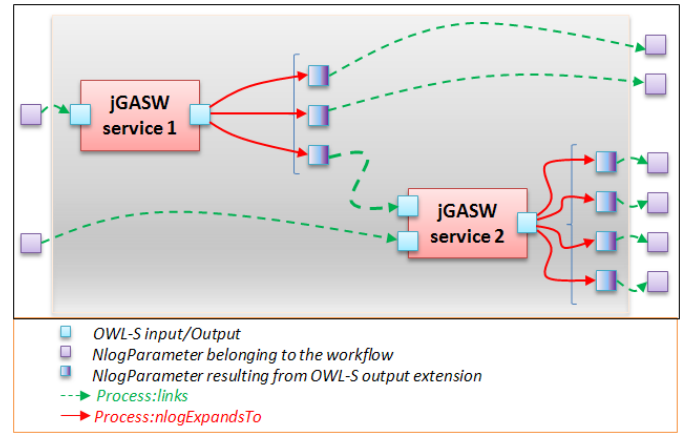 jGASW
service 1
jGASW
service 2
OWL-S input/Output
NlogParameter belonging to the workflow
NlogParameter resulting from OWL-S output extension
Process:links
Process:nlogExpandsTo